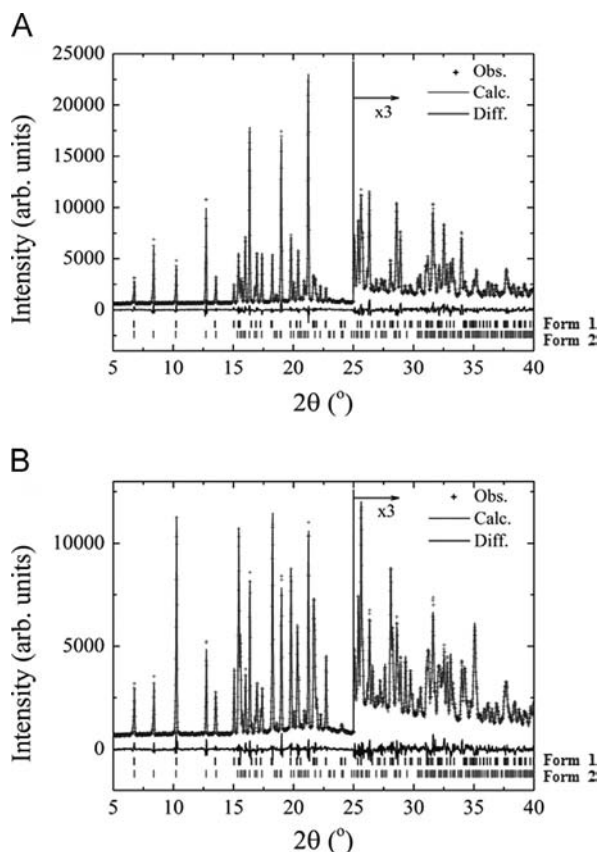 A
Intensity (arb. units)
25000
20000
15000
10000
5000
0
+ Obs.
Calc.
Diff.
x3
Form 1
Form 2
5 10 15 20 25 30 35 40
2θ (°)
B
Intensity (arb. units)
10000
5000
0
+ Obs.
Calc.
Diff.
x3
Form 1
Form 2
5 10 15 20 25 30 35 40
2θ (°)